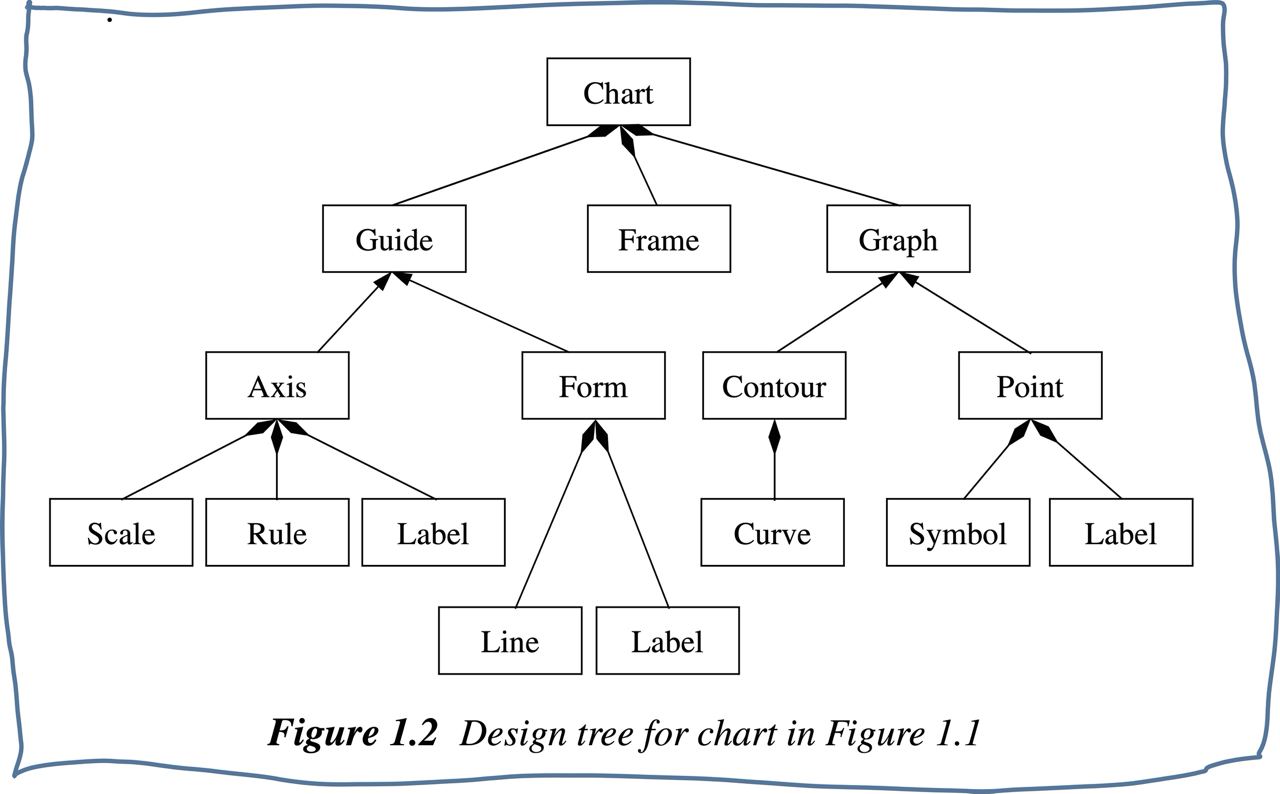 Chart
Guide Frame Graph
Axis Form Contour Point
Scale Rule Label Curve Symbol Label
Line Label
Figure 1.2 Design tree for chart in Figure 1.1